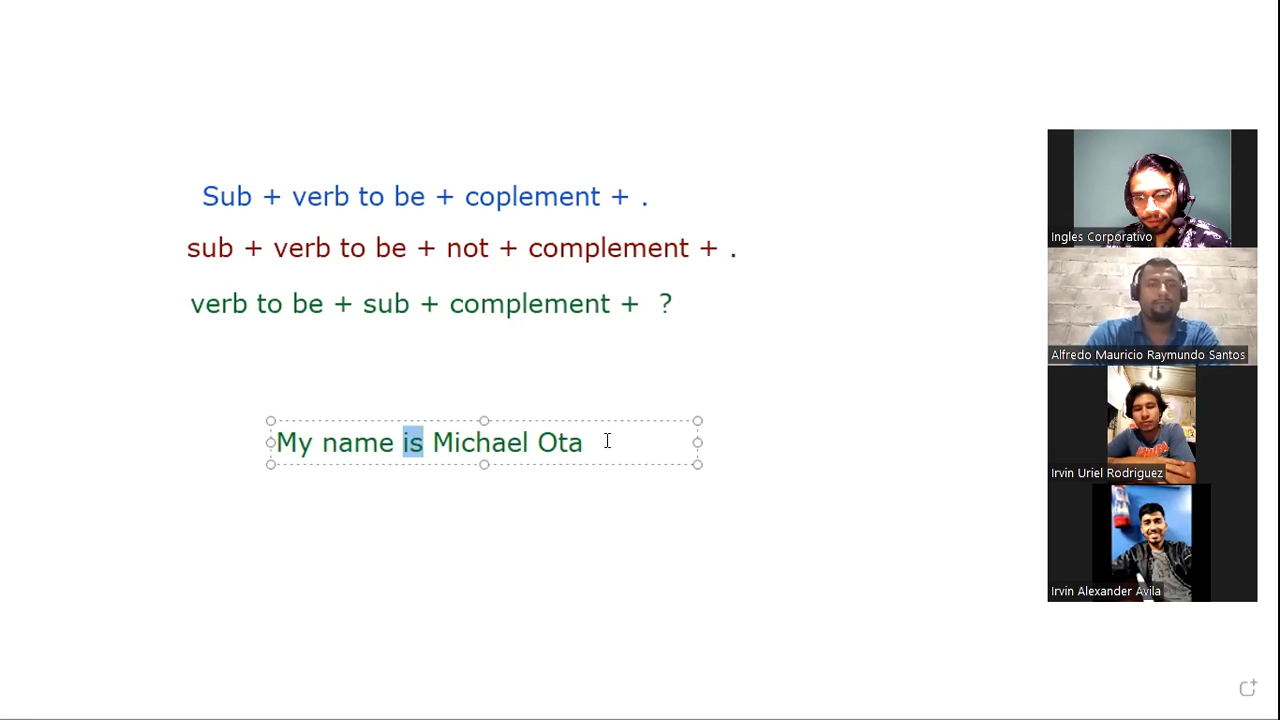 Sub + verb to be + coplement + .
sub + verb to be + not + complement + .
verb to be + sub + complement +  ?
My name is Michael Ota
Ingles Corporativo
Alfredo Mauricio Raymundo Santos
Irvin Uriel Rodriguez
Irvin Alexander Avila